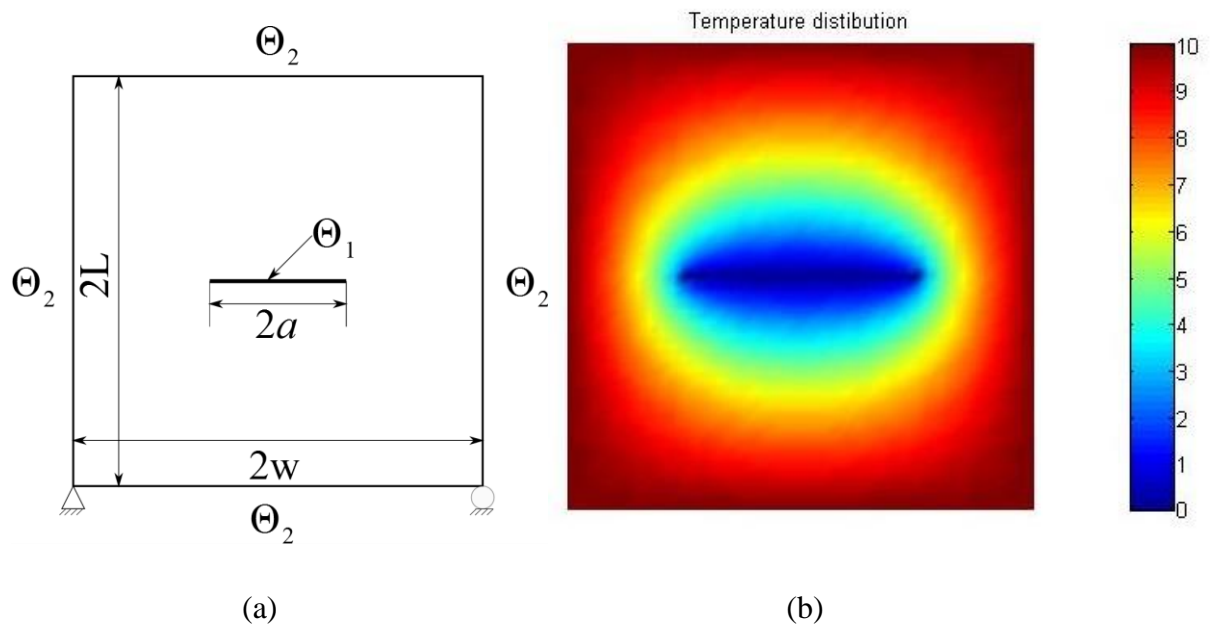 Θ₂
Θ₁
Θ₂
2L
Θ₂
2a
2w
Θ₂
(a)
Temperature distibution
10
9
8
7
6
5
4
3
2
1
0
(b)